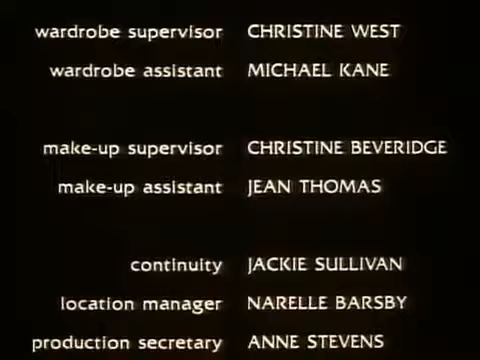 wardrobe supervisor CHRISTINE WEST
wardrobe assistant MICHAEL KANE
make-up supervisor CHRISTINE BEVERIDGE
make-up assistant JEAN THOMAS
continuity JACKIE SULLIVAN
location manager NARELLE BARSBY
production secretary ANNE STEVENS